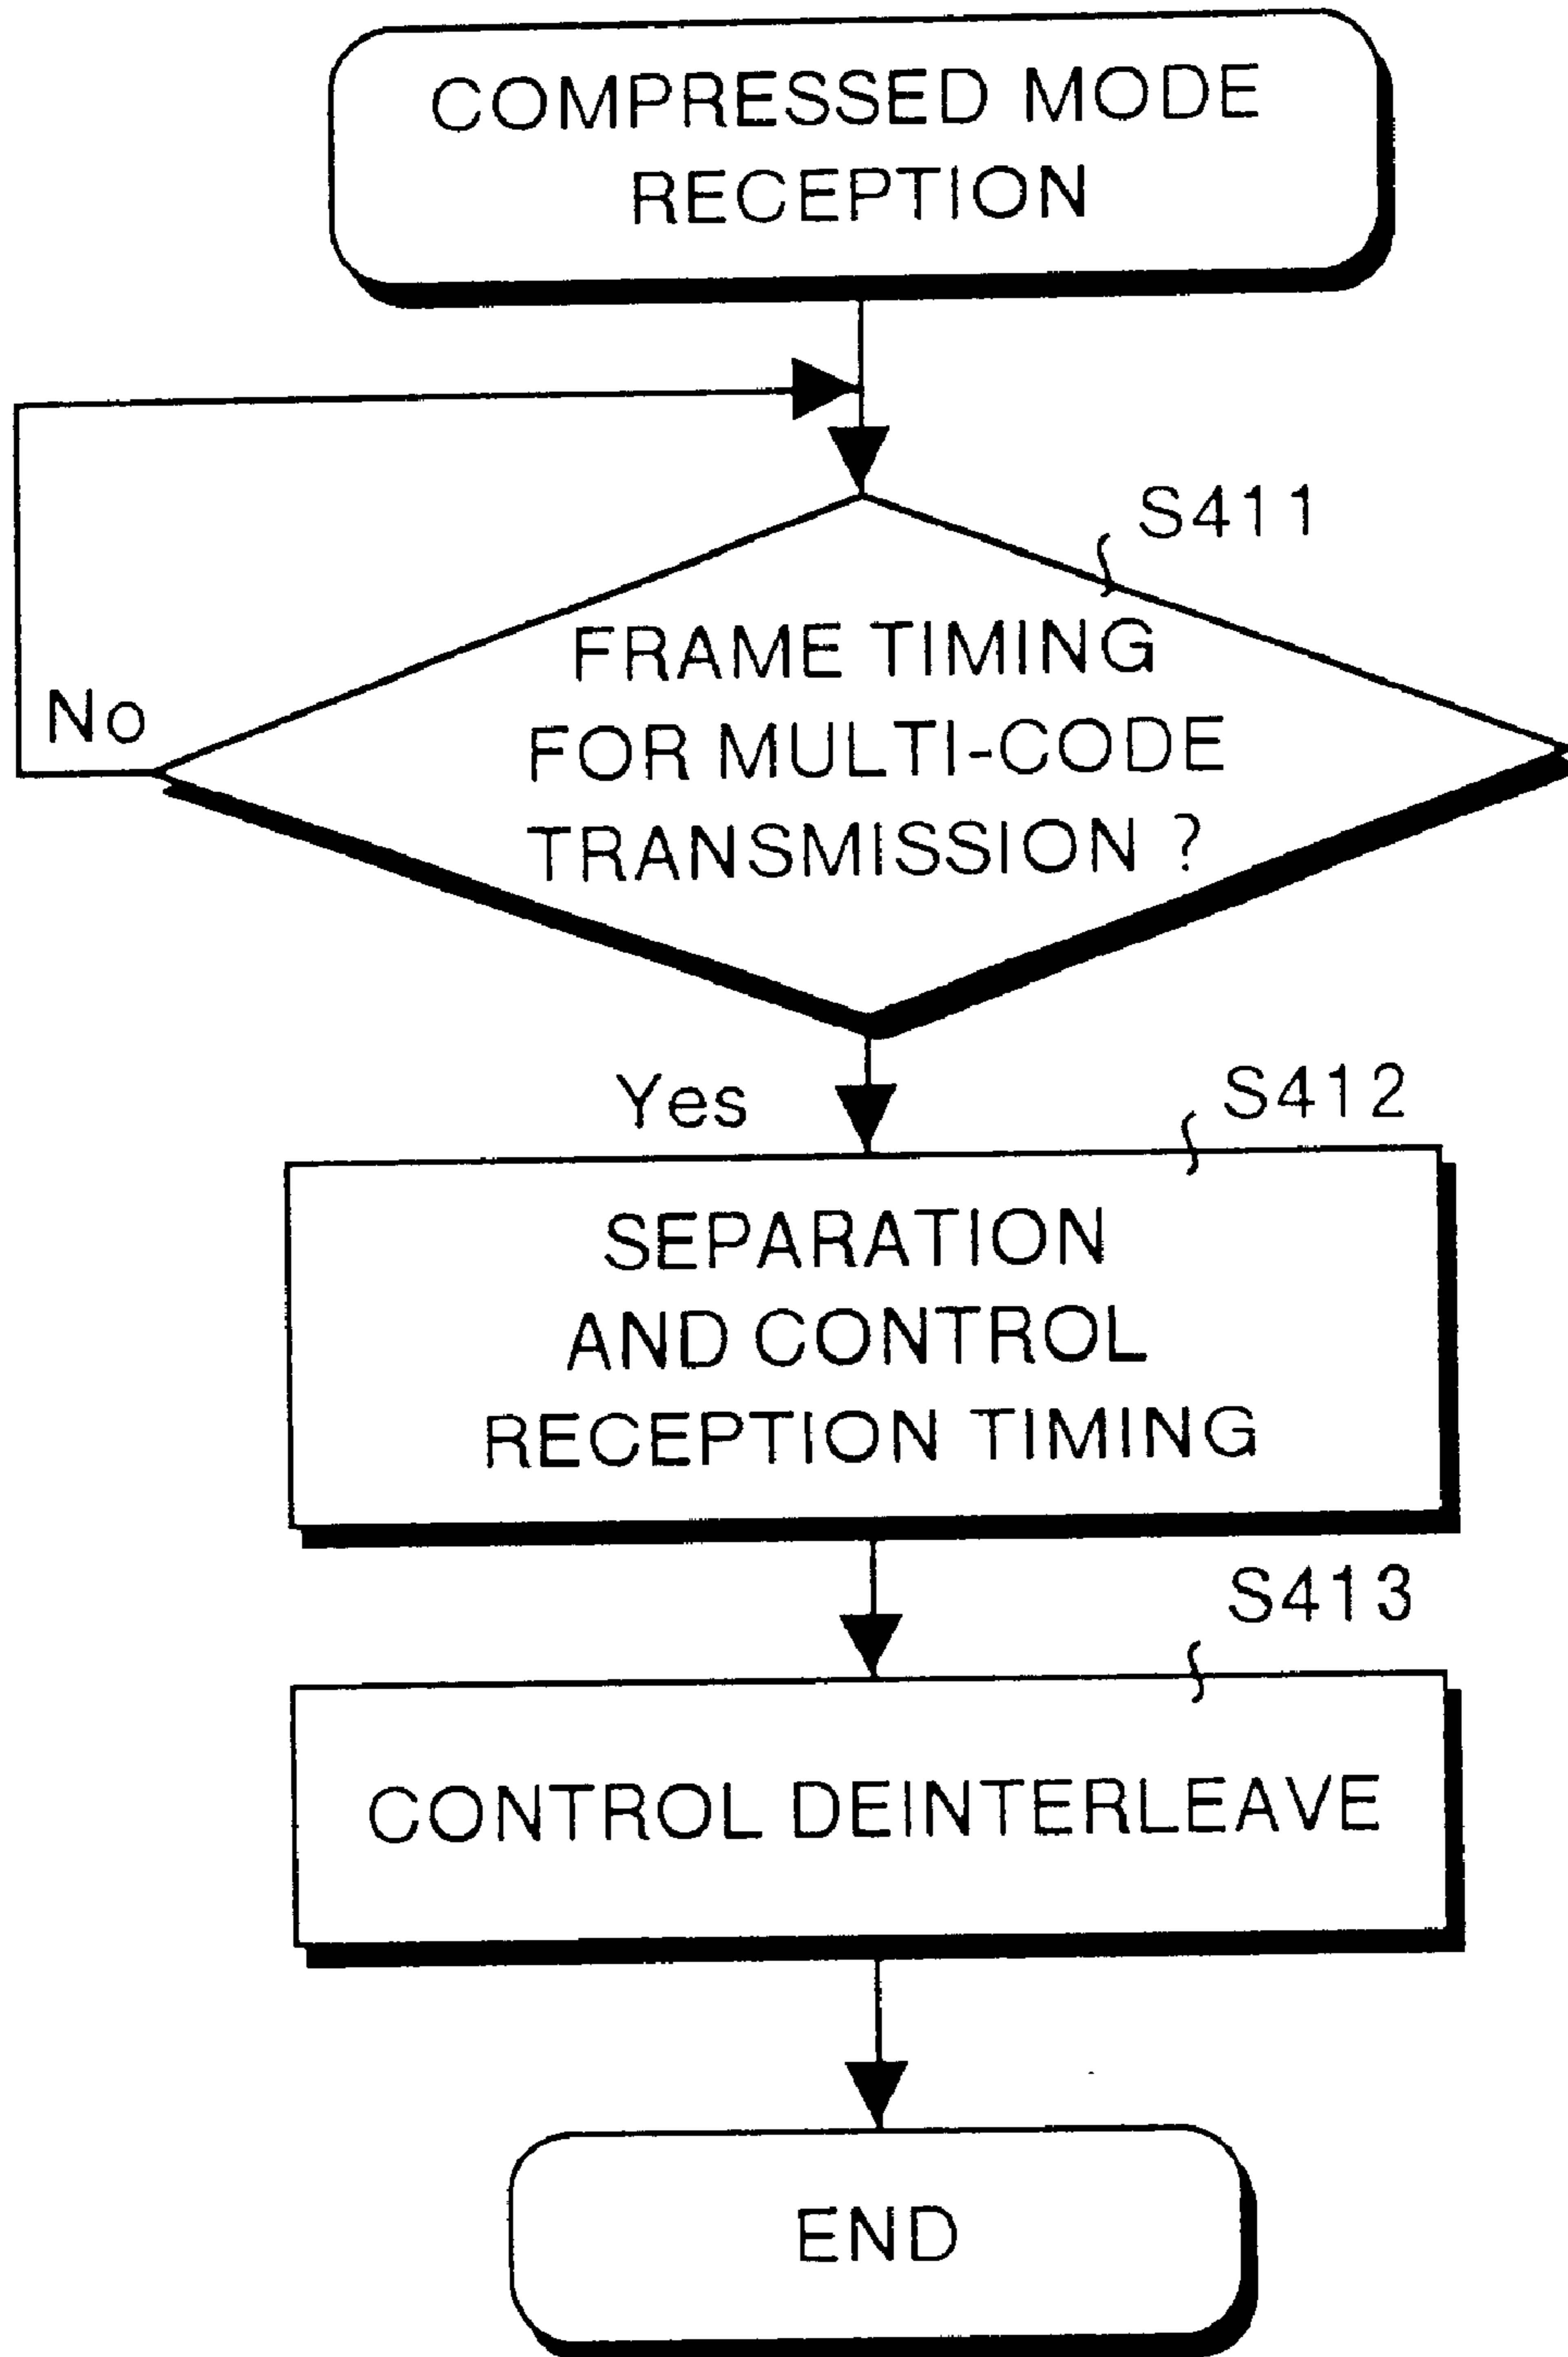 COMPRESSED MODE
RECEPTION
S411
FRAME TIMING
FOR MULTI-CODE
TRANSMISSION ?
No
Yes
S412
SEPARATION
AND CONTROL
RECEPTION TIMING
S413
CONTROL DEINTERLEAVE
END